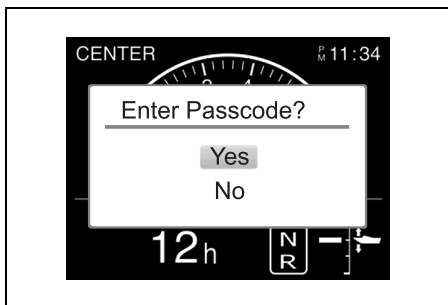 CENTER PM 11:34
Enter Passcode?
Yes
No
12h
N
R